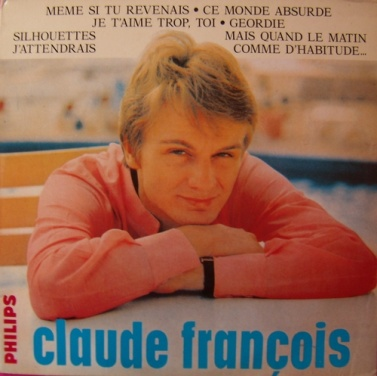 MEME SI TU REVENAIS • CE MONDE ABSURDE
JE T'AIME TROP, TOI • GEORDIE
SILHOUETTES
J'ATTENDRAIS
MAIS QUAND LE MATIN
COMME D'HABITUDE...
PHILIPS
claude françois